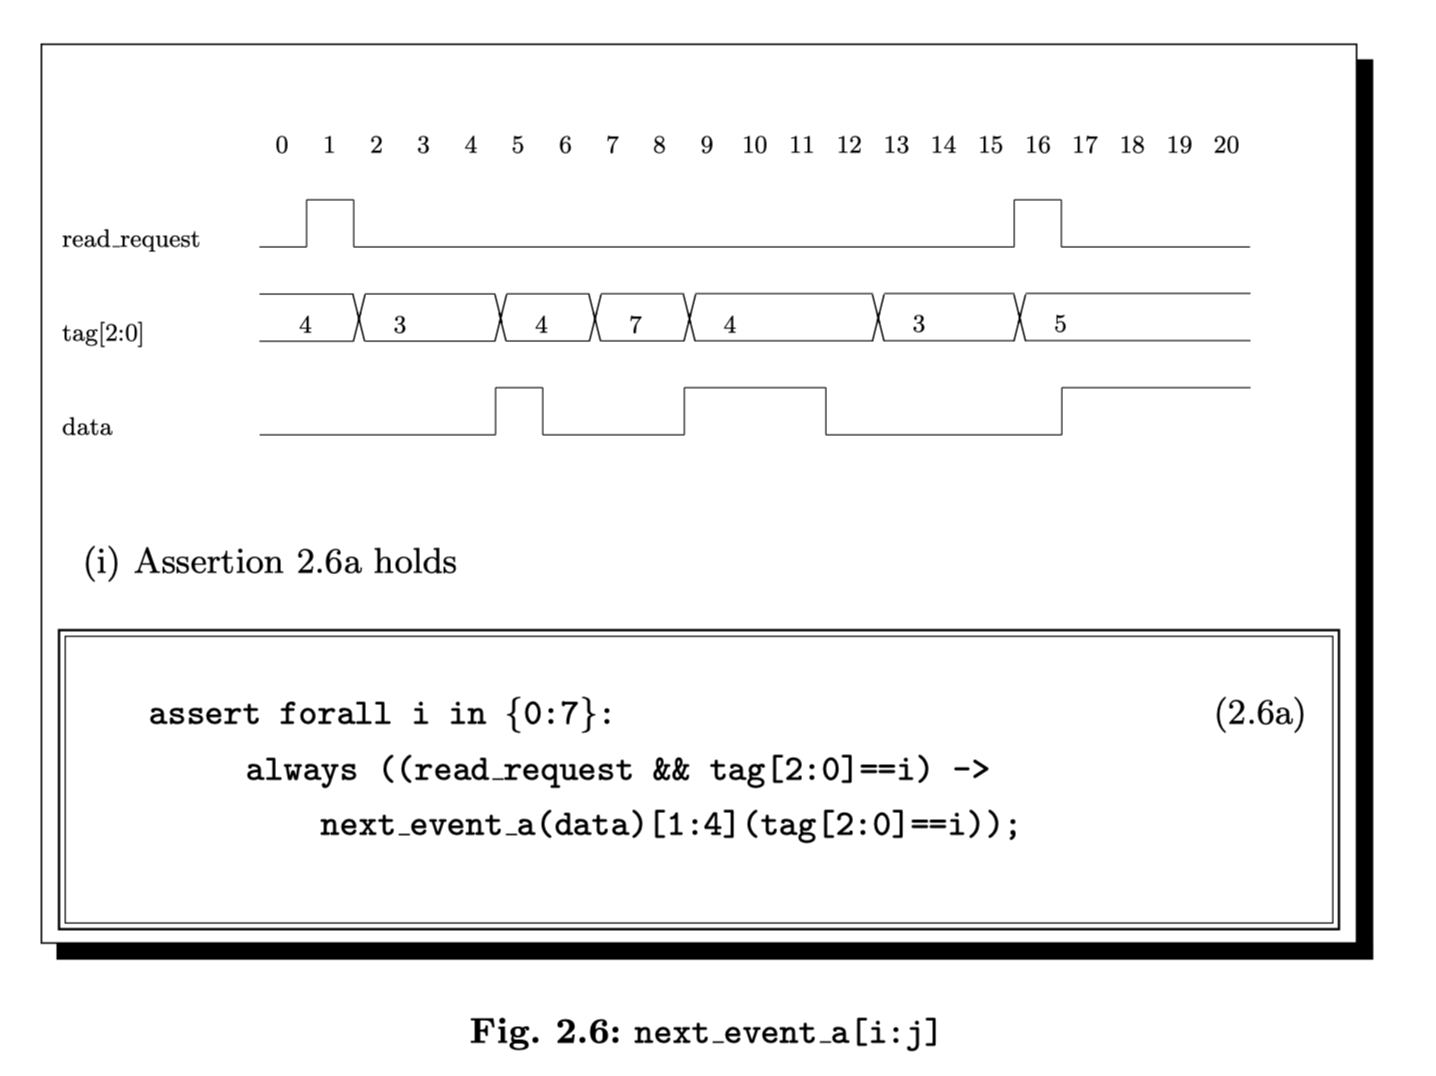 0 1 2 3 4 5 6 7 8 9 10 11 12 13 14 15 16 17 18 19 20
read_request
tag[2:0] 4 3 4 7 4 3 5
data
(i) Assertion 2.6a holds
assert forall i in {0:7}: (2.6a)
always ((read_request && tag[2:0]==i) ->
next_event_a(data)[1:4](tag[2:0]==i));
Fig. 2.6: next_event_a[i:j]